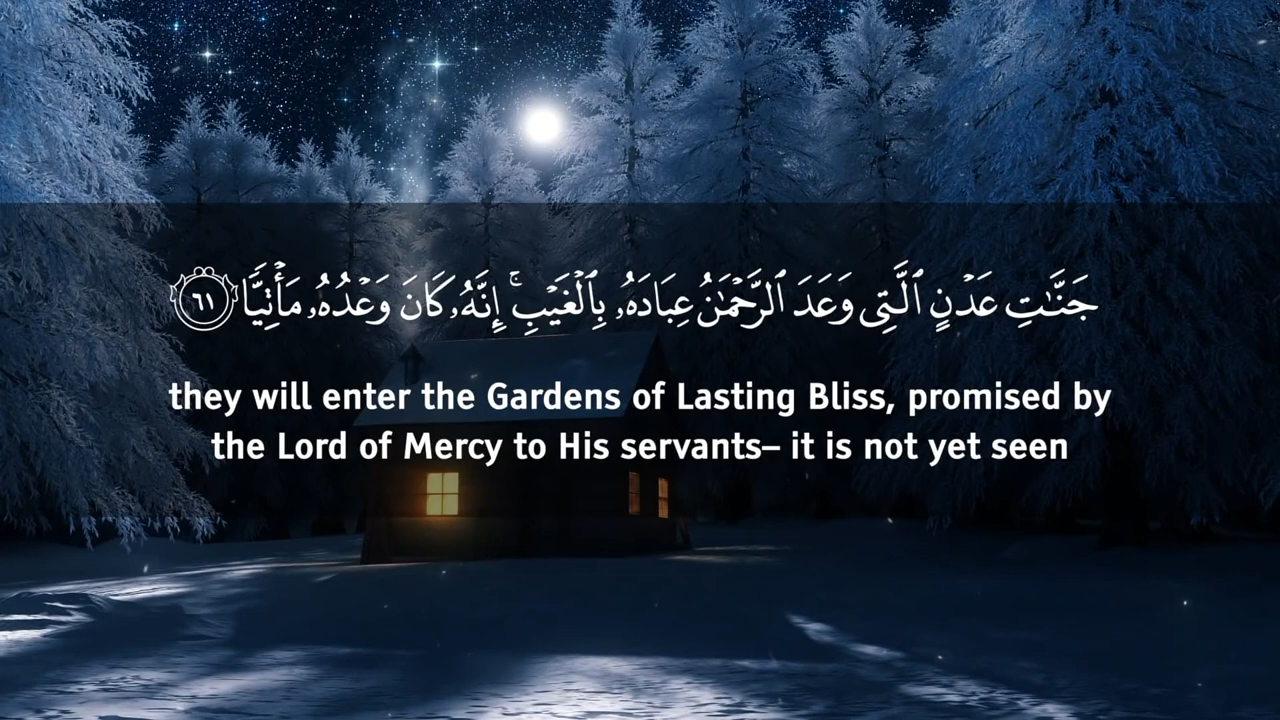 جَنَّـٰتِ عَدْنٍ ٱلَّتِى وَعَدَ ٱلرَّحْمَـٰنُ عِبَادَهُۥ بِٱلْغَيْبِ ۚ إِنَّهُۥ كَانَ وَعْدُهُۥ مَأْتِيًّا ٦١
they will enter the Gardens of Lasting Bliss, promised by
the Lord of Mercy to His servants– it is not yet seen